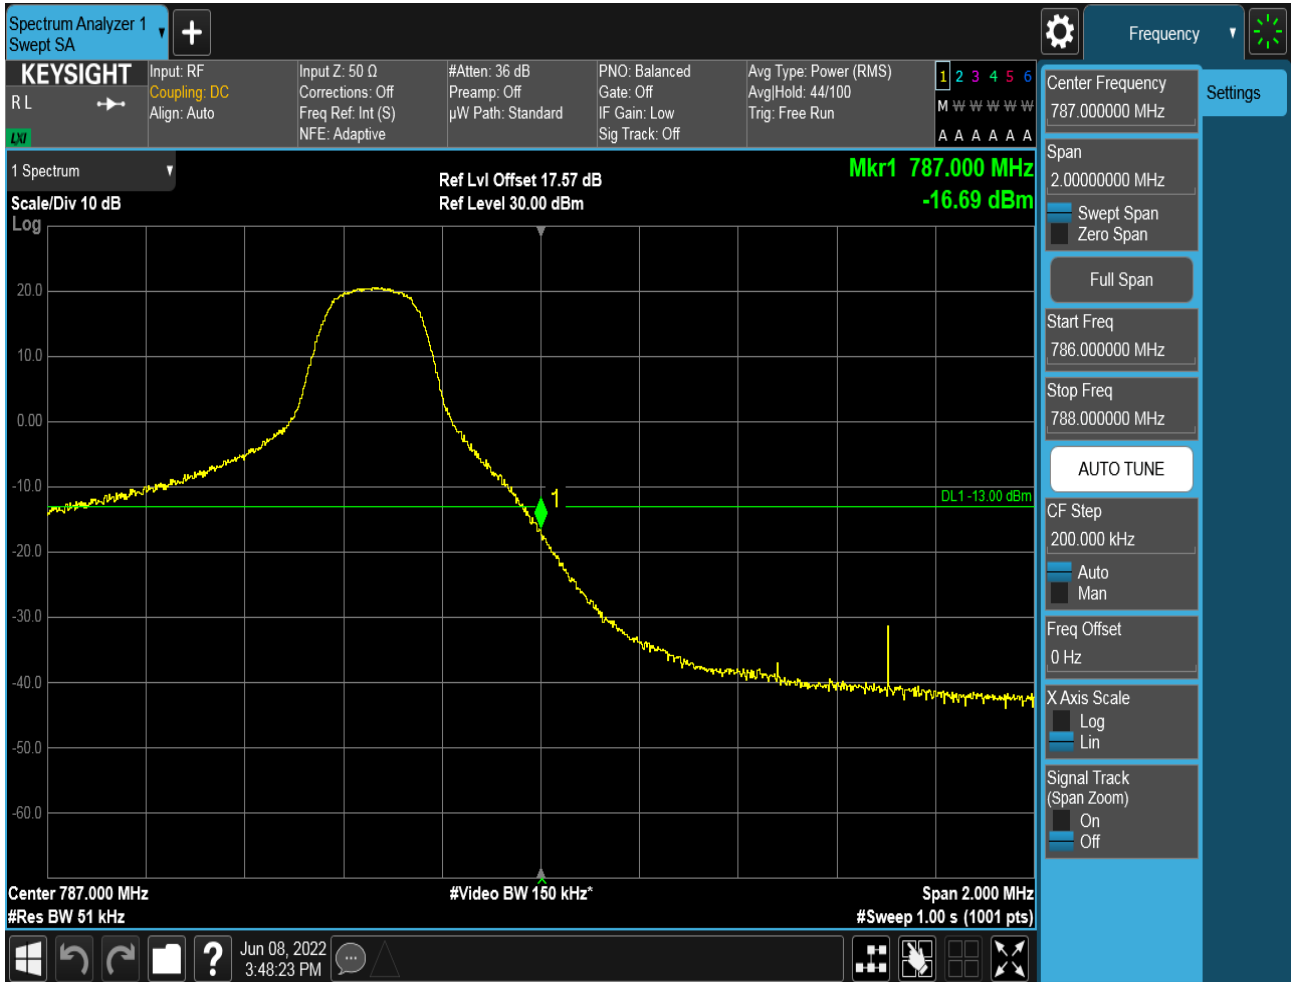 Spectrum Analyzer 1
Swept SA
Frequency
KEYSIGHT
R L
LXI
Input: RF
Coupling: DC
Align: Auto
Input Z: 50 Ω
Corrections: Off
Freq Ref: Int (S)
NFE: Adaptive
#Atten: 36 dB
Preamp: Off
µW Path: Standard
PNO: Balanced
Gate: Off
IF Gain: Low
Sig Track: Off
Avg Type: Power (RMS)
Avg|Hold: 44/100
Trig: Free Run
1 2 3 4 5 6
M W W W W W
A A A A A A
1 Spectrum
Scale/Div 10 dB
Log
Ref Lvl Offset 17.57 dB
Ref Level 30.00 dBm
Mkr1 787.000 MHz
-16.69 dBm
20.0
10.0
0.00
-10.0
-20.0
-30.0
-40.0
-50.0
-60.0
1
DL1 -13.00 dBm
Center 787.000 MHz
#Video BW 150 kHz*
Span 2.000 MHz
#Res BW 51 kHz
#Sweep 1.00 s (1001 pts)
Jun 08, 2022
3:48:23 PM
Center Frequency
787.000000 MHz
Settings
Span
2.00000000 MHz
Swept Span
Zero Span
Full Span
Start Freq
786.000000 MHz
Stop Freq
788.000000 MHz
AUTO TUNE
CF Step
200.000 kHz
Auto
Man
Freq Offset
0 Hz
X Axis Scale
Log
Lin
Signal Track
(Span Zoom)
On
Off